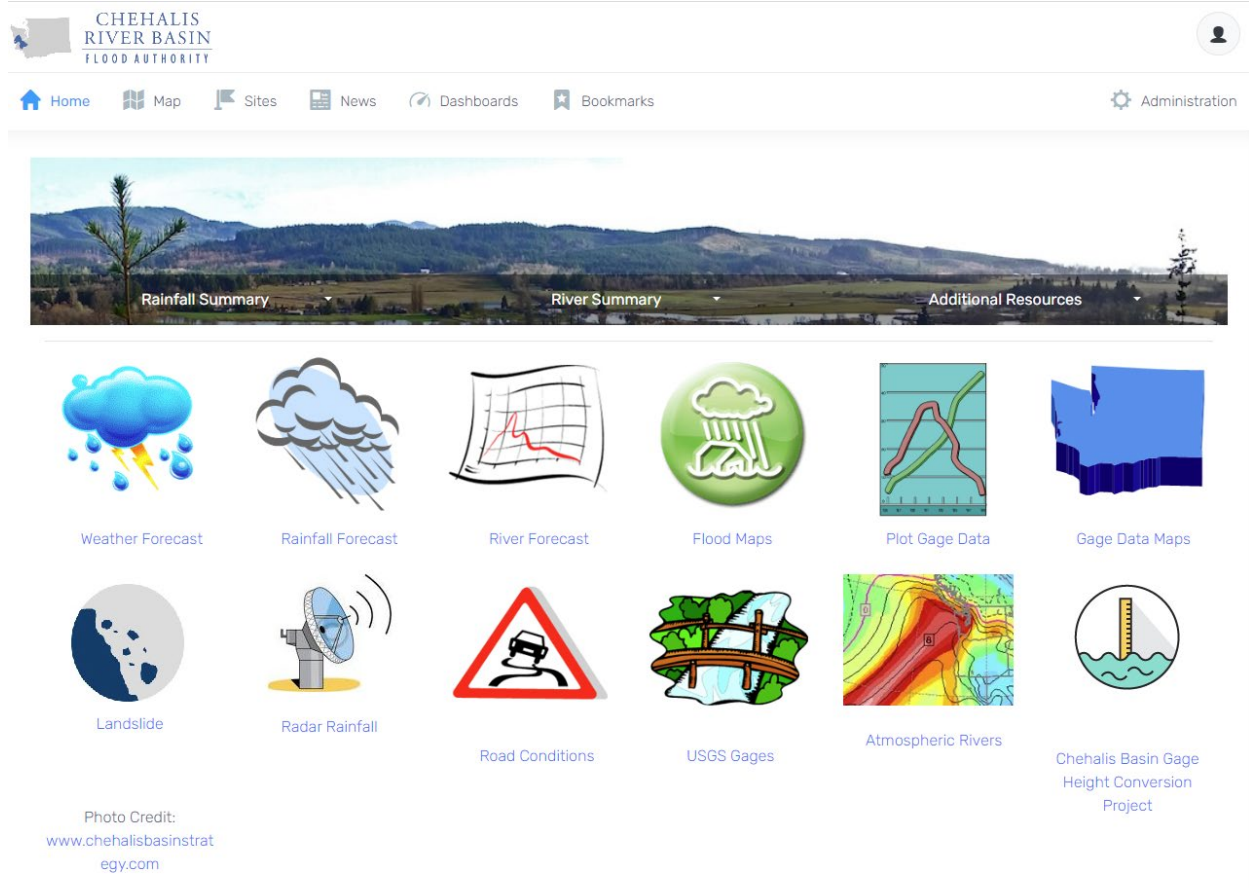 CHEHALIS
RIVER BASIN
FLOOD AUTHORITY
Home
Map
Sites
News
Dashboards
Bookmarks
Administration
Rainfall Summary
River Summary
Additional Resources
Weather Forecast
Rainfall Forecast
River Forecast
Flood Maps
Plot Gage Data
Gage Data Maps
Landslide
Radar Rainfall
Road Conditions
USGS Gages
Atmospheric Rivers
Chehalis Basin Gage
Height Conversion
Project
Photo Credit:
www.chehalisbasinstrat
egy.com